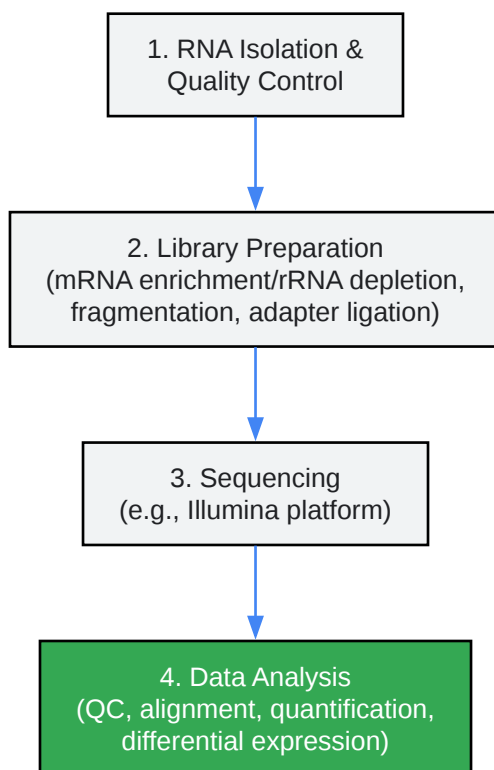 1. RNA Isolation &
Quality Control
2. Library Preparation
(mRNA enrichment/rRNA depletion,
fragmentation, adapter ligation)
3. Sequencing
(e.g., Illumina platform)
4. Data Analysis
(QC, alignment, quantification,
differential expression)